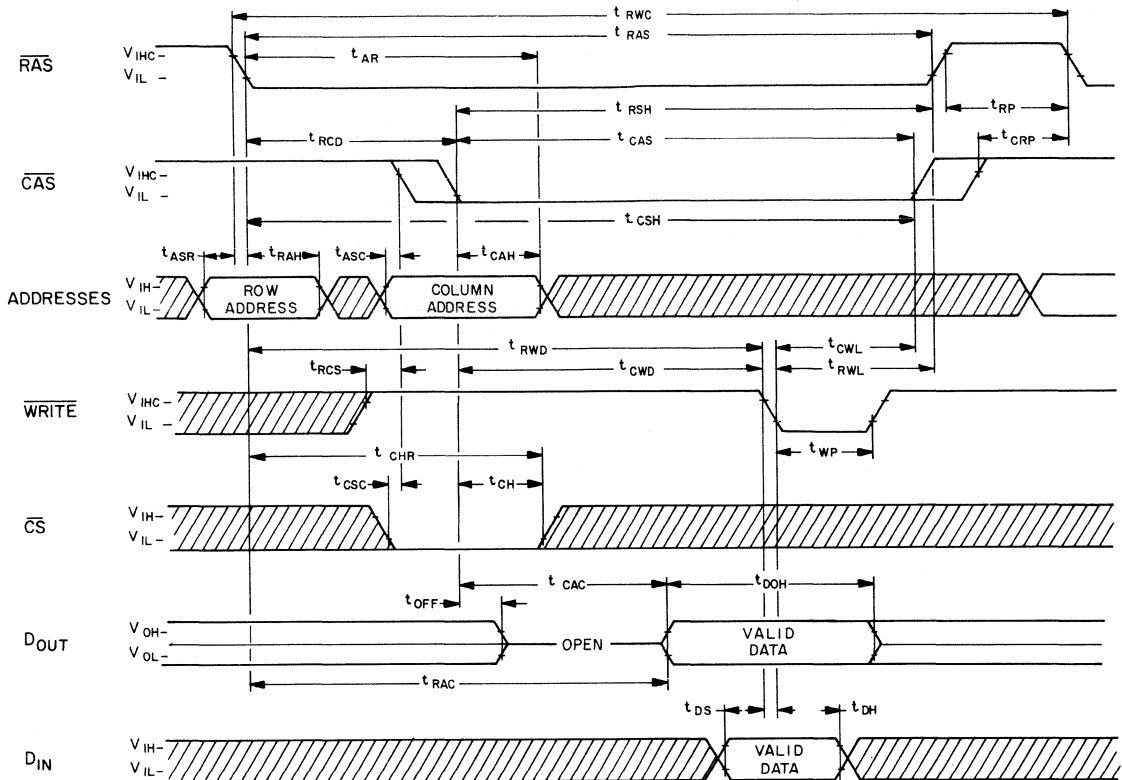 t RWC
t RAS
t AR
RAS
V IHC
V IL
t RSH
t RP
t RCD
t CAS
t CRP
CAS
V IHC
V IL
t CSH
t ASR
t RAH
t ASC
t CAH
ADDRESSES
V IH
V IL
ROW ADDRESS
COLUMN ADDRESS
t RWD
t CWL
t RCS
t CWD
t RWL
WRITE
V IHC
V IL
t WP
t CHR
t CSC
t CH
CS
V IH
V IL
t CAC
t DOH
t OFF
D OUT
V OH
V OL
OPEN
VALID DATA
t RAC
t DS
t DH
D IN
V IH
V IL
VALID DATA